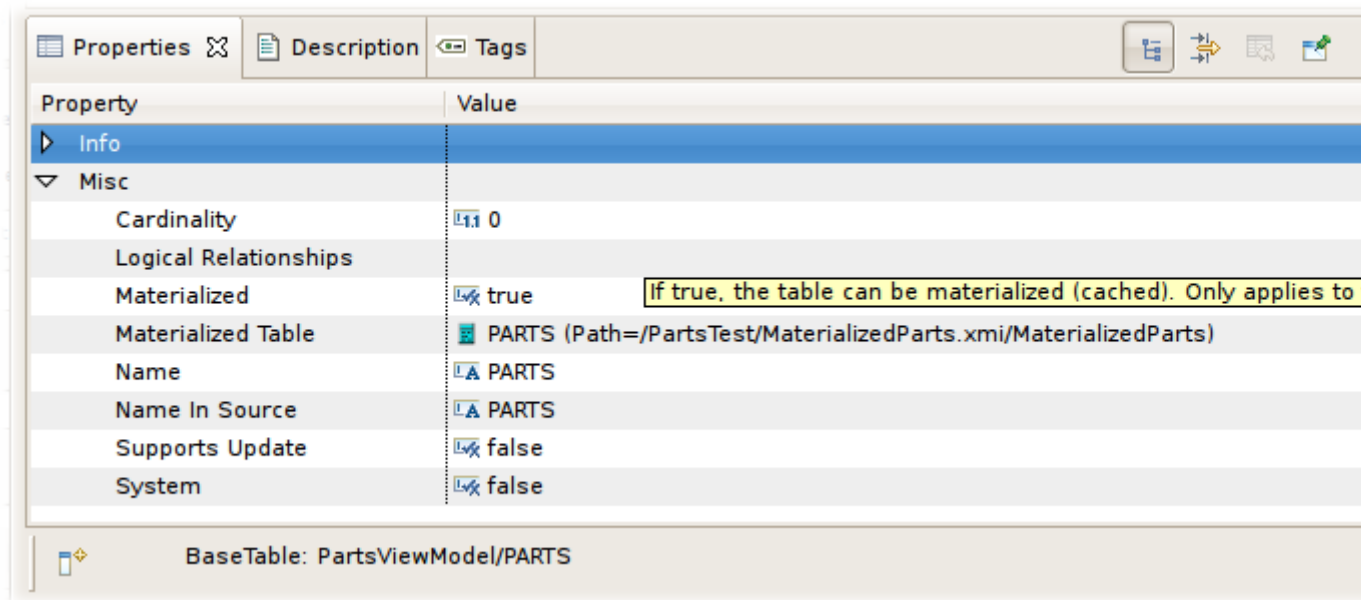 Properties Description Tags
Property Value
Info
Misc
Cardinality 0
Logical Relationships
Materialized true If true, the table can be materialized (cached). Only applies to
Materialized Table PARTS (Path=/PartsTest/MaterializedParts.xmi/MaterializedParts)
Name PARTS
Name In Source PARTS
Supports Update false
System false
BaseTable: PartsViewModel/PARTS